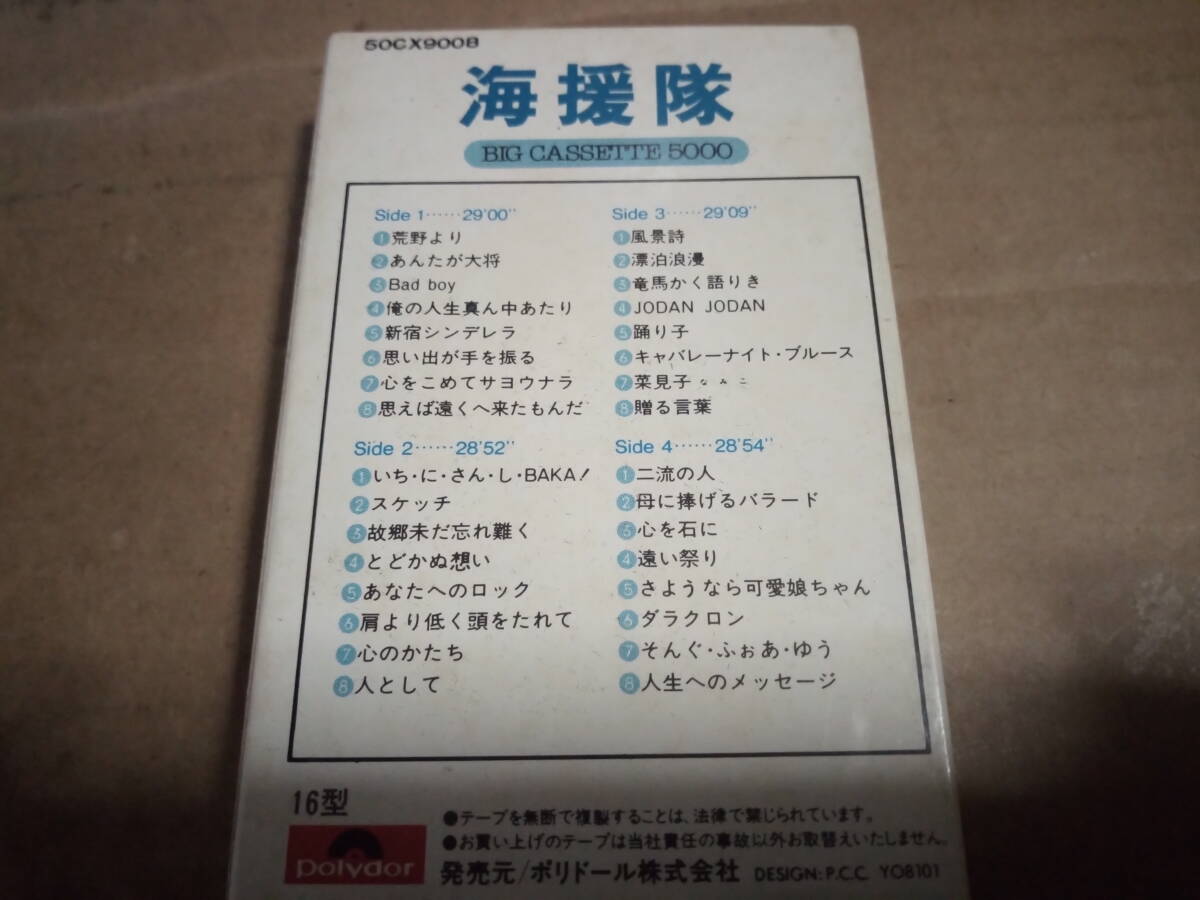 50CX9008
海援隊
BIG CASSETTE 5000
Side 1……29'00''
1荒野より
2あんたが大将
3Bad boy
4俺の人生真ん中あたり
5新宿シンデレラ
6思い出が手を振る
7心をこめてサヨウナラ
8思えば遠くへ来たもんだ
Side 2……28'52''
1いち・に・さん・し・BAKA!
2スケッチ
3故郷未だ忘れ難く
4とどかぬ想い
5あなたへのロック
6肩より低く頭をたれて
7心のかたち
8人として
Side 3……29'09''
1風景詩
2漂泊浪漫
3竜馬かく語りき
4JODAN JODAN
5踊り子
6キャバレーナイト・ブルース
7菜見子 なみこ
8贈る言葉
Side 4……28'54''
1二流の人
2母に捧げるバラード
3心を石に
4遠い祭り
5さようなら可愛娘ちゃん
6ダラクロン
7そんぐ・ふぉあ・ゆう
8人生へのメッセージ
16型
polydor
●テープを無断で複製することは、法律で禁じられています。
●お買い上げのテープは当社責任の事故以外お取替えいたしません。
発売元/ポリドール株式会社 DESIGN:P.C.C YO8101